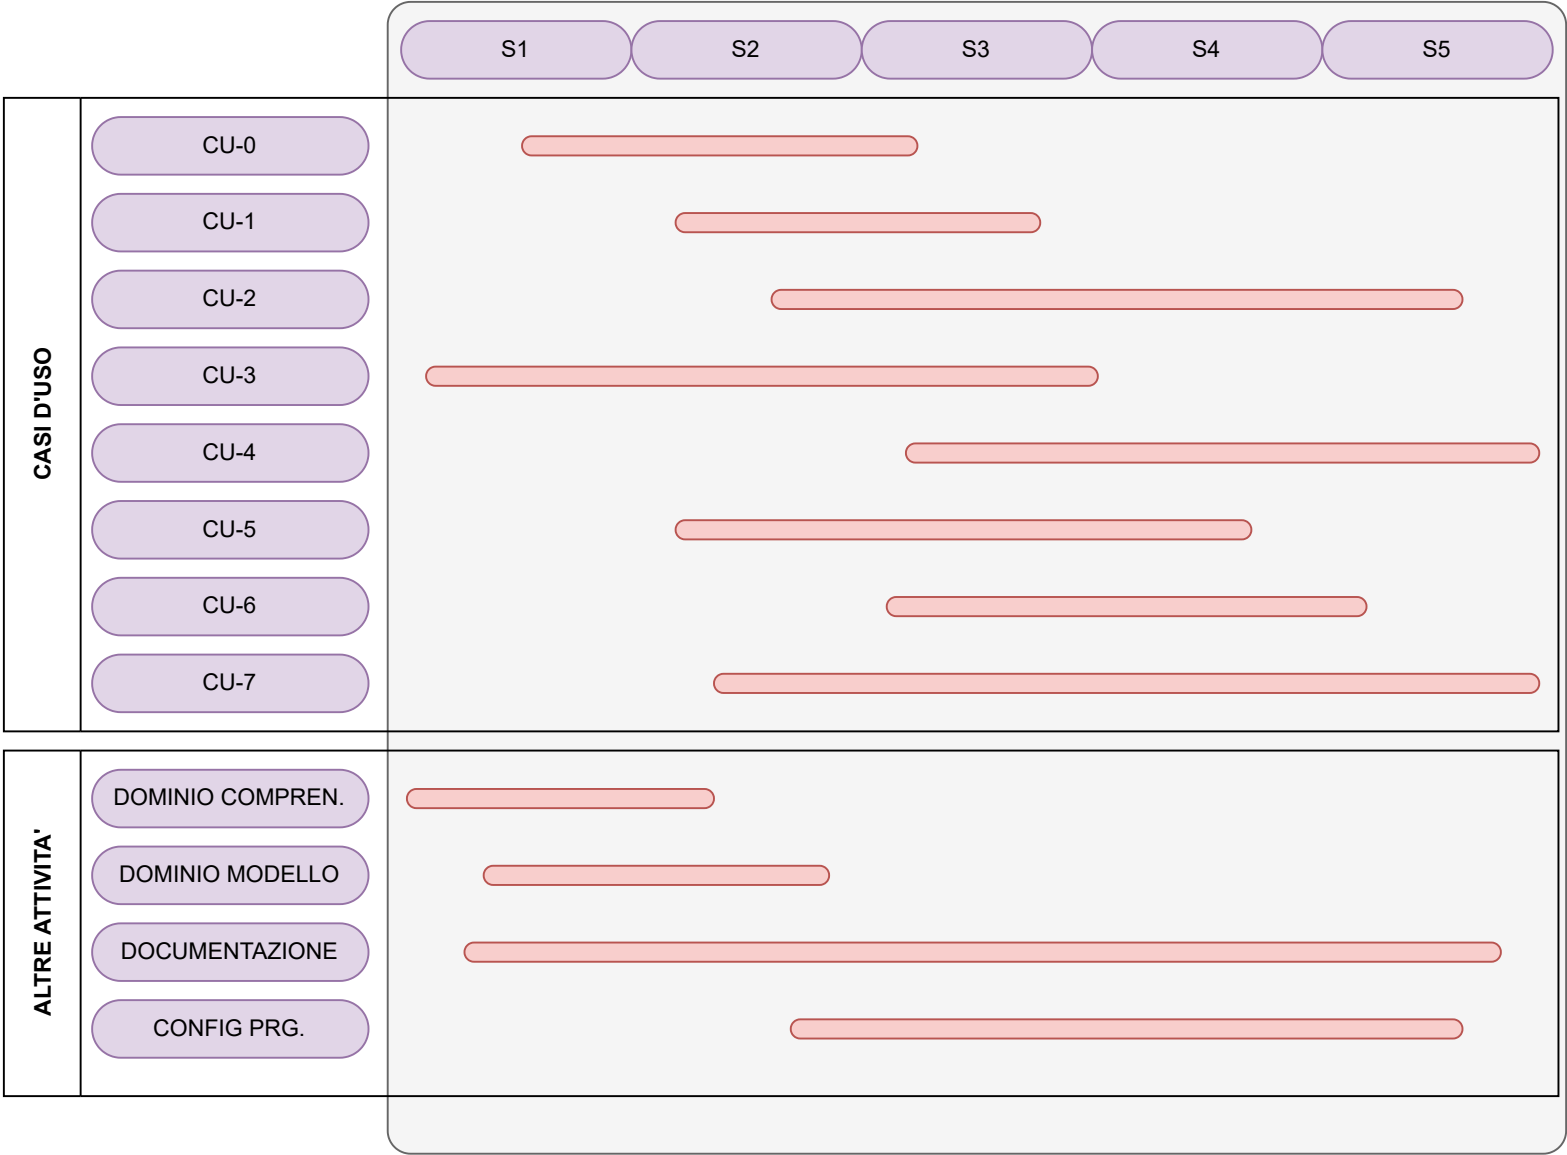 S1 S2 S3 S4 S5
CASI D'USO
CU-0
CU-1
CU-2
CU-3
CU-4
CU-5
CU-6
CU-7
ALTRE ATTIVITA'
DOMINIO COMPREN.
DOMINIO MODELLO
DOCUMENTAZIONE
CONFIG PRG.